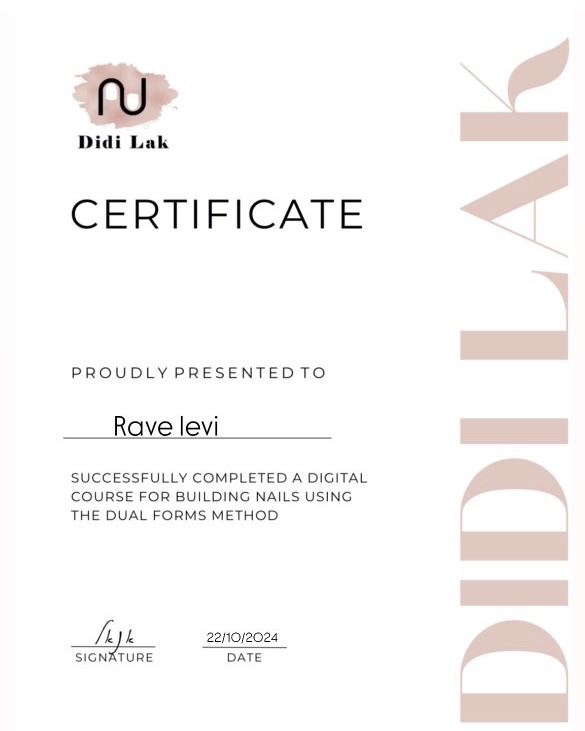 Didi Lak
CERTIFICATE
PROUDLY PRESENTED TO
Rave levi
SUCCESSFULLY COMPLETED A DIGITAL
COURSE FOR BUILDING NAILS USING
THE DUAL FORMS METHOD
22/10/2024
SIGNATURE DATE
DIDI LAK